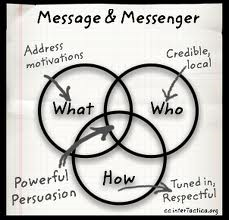 Message & Messenger
Address
motivations
Credible,
local
What
Who
Powerful
Persuasion
How
Tuned in,
Respectful
cc interTactica.org